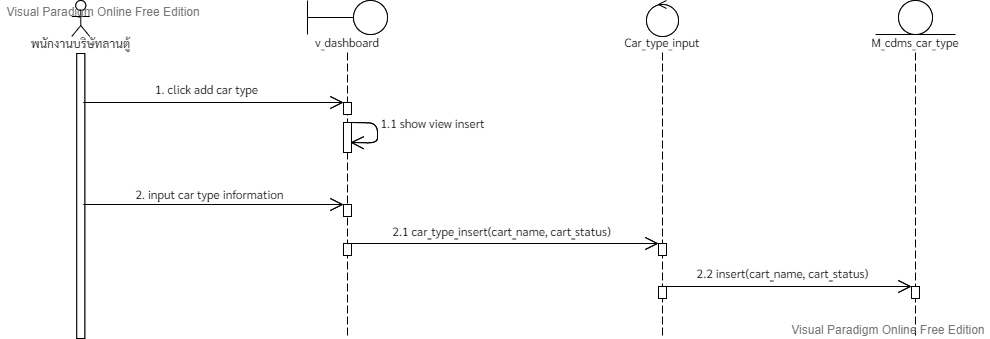 Visual Paradigm Online Free Edition
พนักงานบริษัทลานตู้
v_dashboard
Car_type_input
M_cdms_car_type
1. click add car type
1.1 show view insert
2. input car type information
2.1 car_type_insert(cart_name, cart_status)
2.2 insert(cart_name, cart_status)
Visual Paradigm Online Free Edition